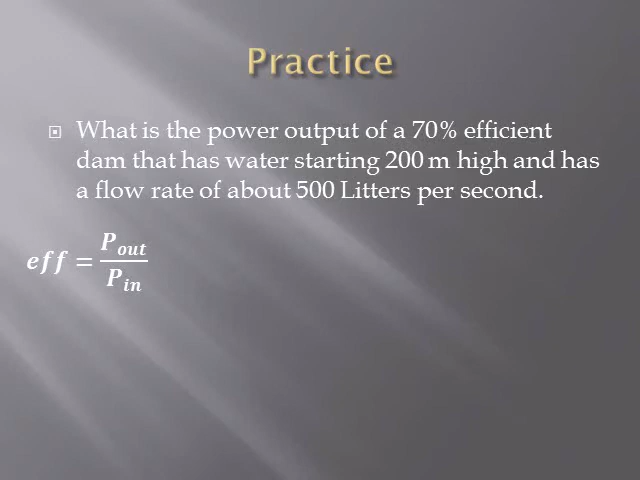 Practice
What is the power output of a 70% efficient
dam that has water starting 200 m high and has
a flow rate of about 500 Litters per second.
eff = P_out / P_in